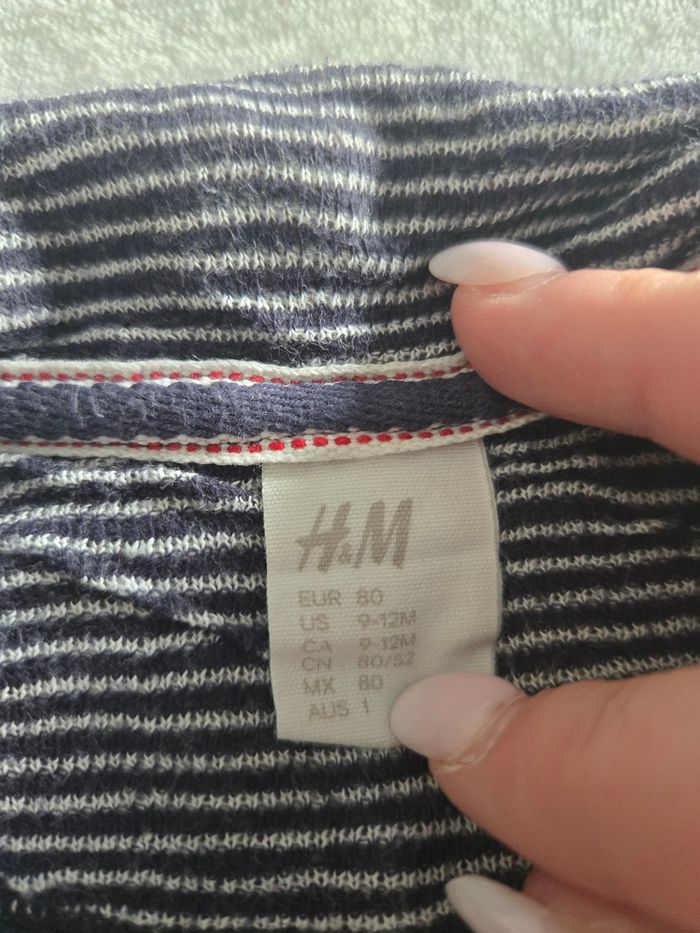 H&M
EUR 80
US 9-12M
CA 9-12M
CN 80/52
MX 80
AUS 1